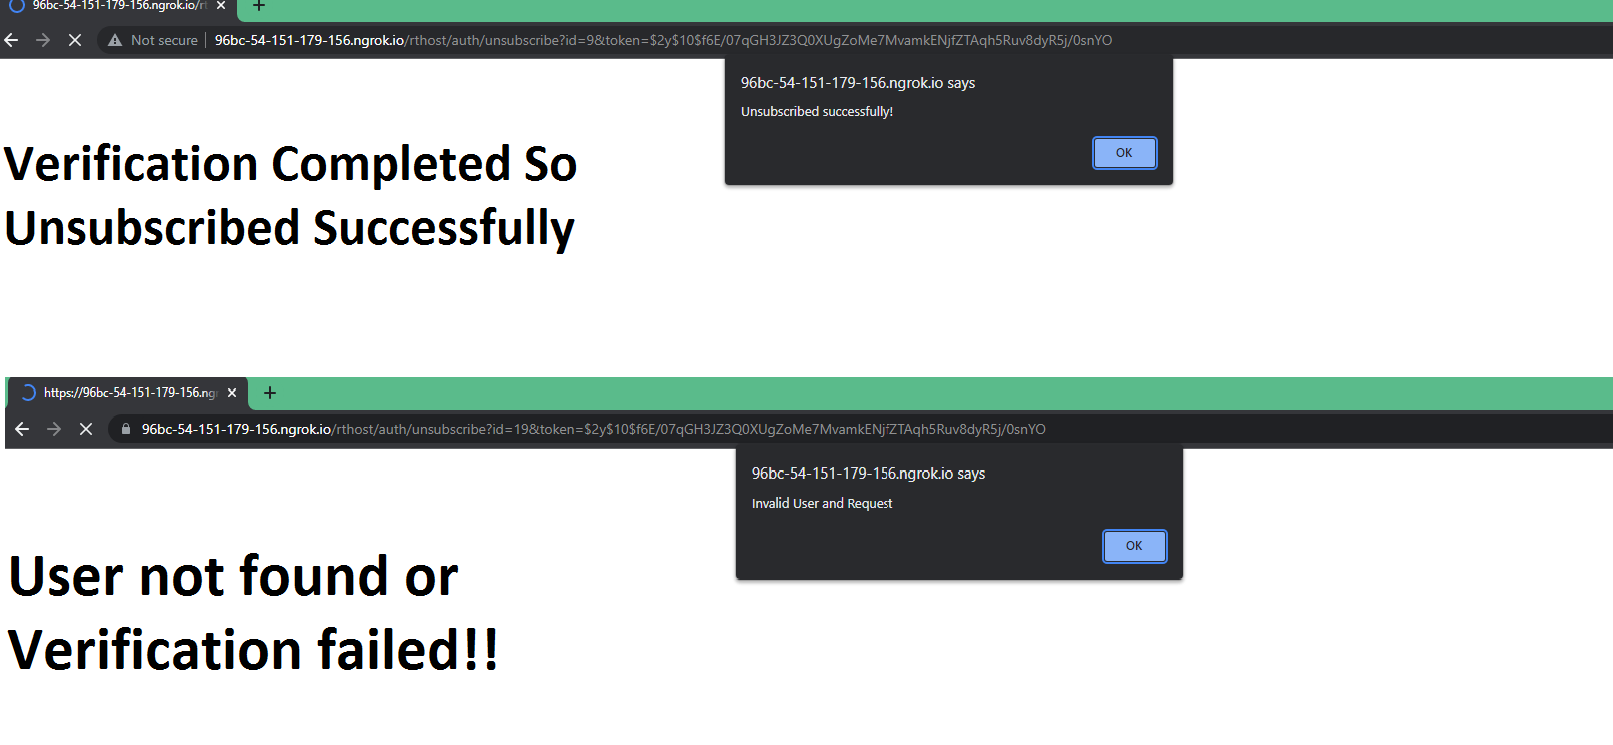 96bc-54-151-179-156.ngrok.io/rt
Not secure 96bc-54-151-179-156.ngrok.io/rthost/auth/unsubscribe?id=9&token=$2y$10$f6E/07qGH3JZ3Q0XUgZoMe7MvamkENjfZTAqh5Ruv8dyR5j/0snYO
96bc-54-151-179-156.ngrok.io says
Unsubscribed successfully!
OK
Verification Completed So
Unsubscribed Successfully
https://96bc-54-151-179-156.ngr
96bc-54-151-179-156.ngrok.io/rthost/auth/unsubscribe?id=19&token=$2y$10$f6E/07qGH3JZ3Q0XUgZoMe7MvamkENjfZTAqh5Ruv8dyR5j/0snYO
96bc-54-151-179-156.ngrok.io says
Invalid User and Request
OK
User not found or
Verification failed!!